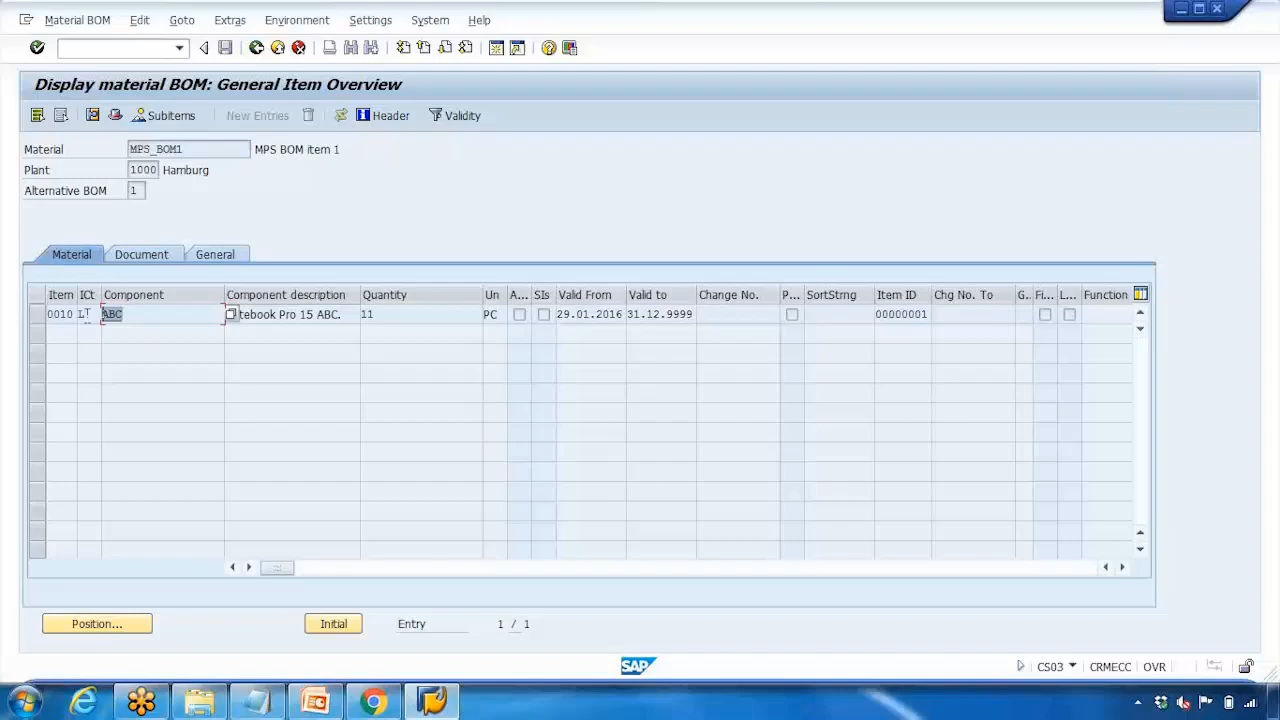 Material BOM Edit Goto Extras Environment Settings System Help
Display material BOM: General Item Overview
Subitems New Entries Header Validity
Material MPS_BOM1 MPS BOM item 1
Plant 1000 Hamburg
Alternative BOM 1
Material Document General
Item ICt Component Component description Quantity Un A... SIs Valid From Valid to Change No. P... SortStrng Item ID Chg No. To G.. Fi... L... Function
0010 LT ABC tebook Pro 15 ABC. 11 PC 29.01.2016 31.12.9999 00000001
Position... Initial Entry 1 / 1
SAP CS03 CRMECC OVR